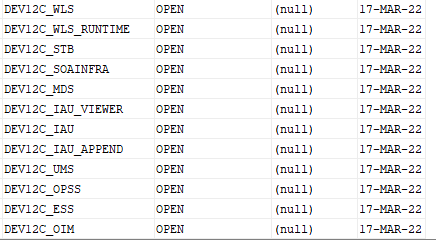 DEV12C_WLS OPEN (null) 17-MAR-22
DEV12C_WLS_RUNTIME OPEN (null) 17-MAR-22
DEV12C_STB OPEN (null) 17-MAR-22
DEV12C_SOAINFRA OPEN (null) 17-MAR-22
DEV12C_MDS OPEN (null) 17-MAR-22
DEV12C_IAU_VIEWER OPEN (null) 17-MAR-22
DEV12C_IAU OPEN (null) 17-MAR-22
DEV12C_IAU_APPEND OPEN (null) 17-MAR-22
DEV12C_UMS OPEN (null) 17-MAR-22
DEV12C_OPSS OPEN (null) 17-MAR-22
DEV12C_ESS OPEN (null) 17-MAR-22
DEV12C_OIM OPEN (null) 17-MAR-22